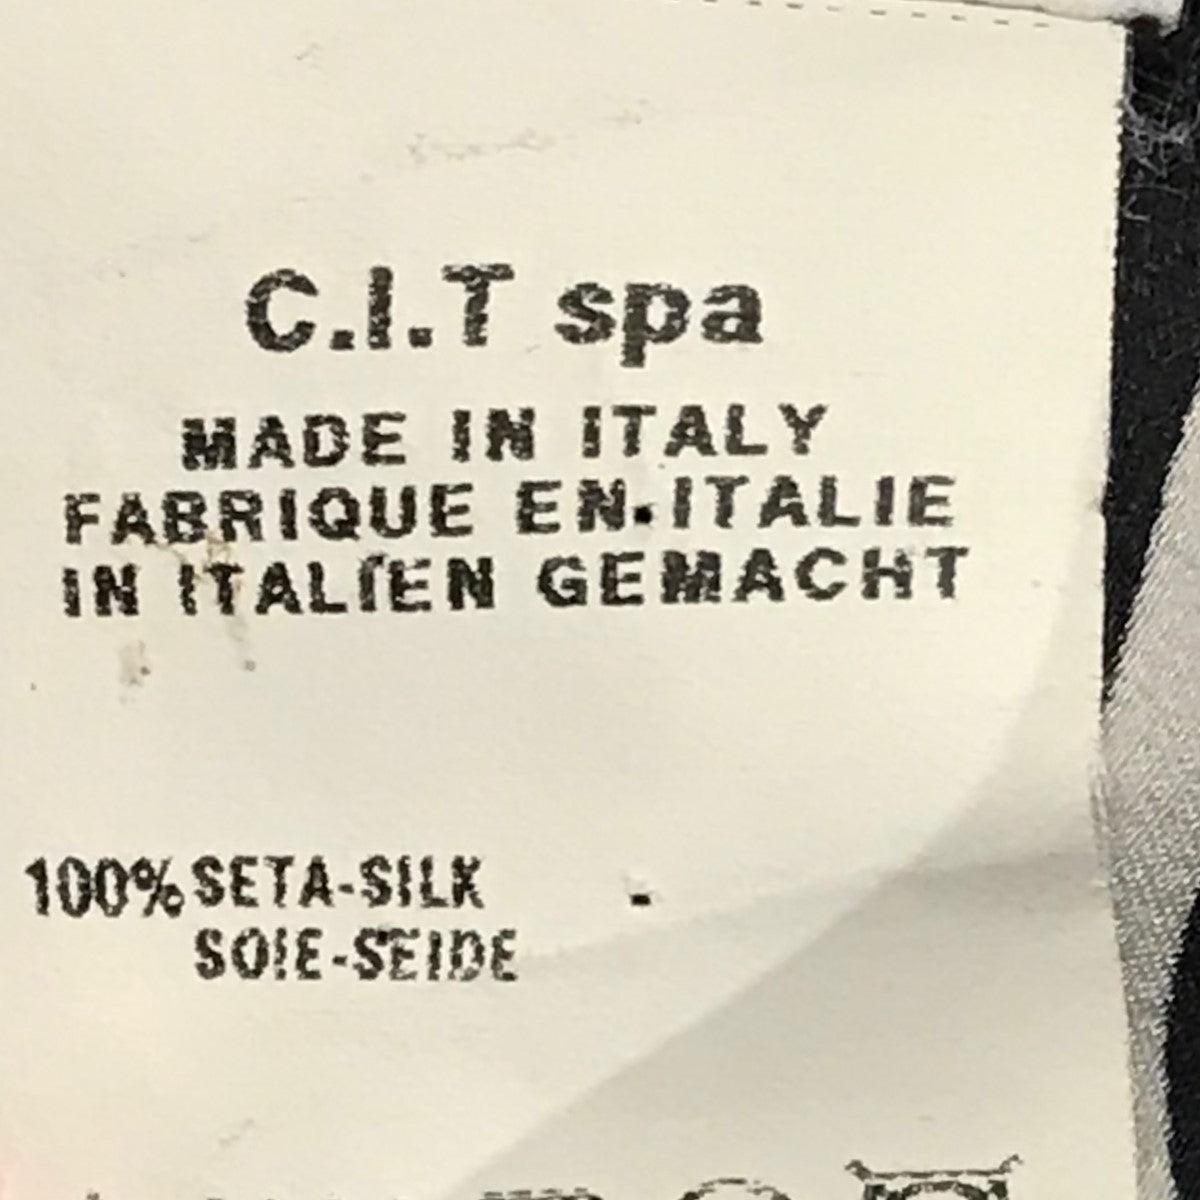 C.I.T spa
MADE IN ITALY
FABRIQUE EN ITALIE
IN ITALIEN GEMACHT
100% SETA-SILK
SOIE-SEIDE